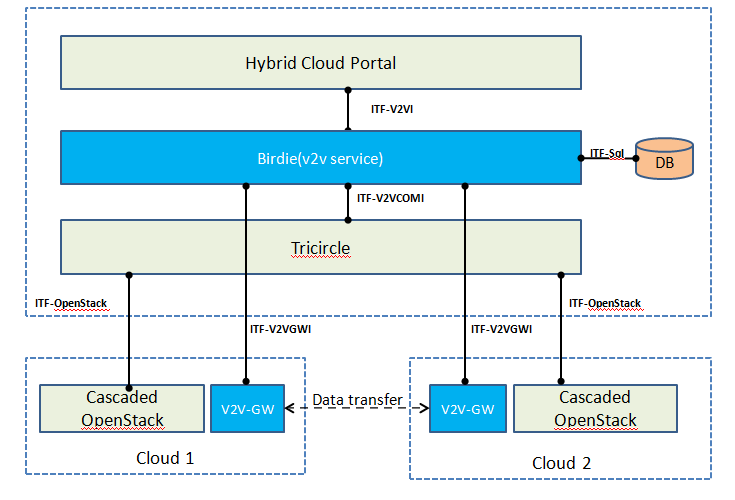 Hybrid Cloud Portal
ITF-V2VI
Birdie(v2v service)
ITF-Sql
DB
ITF-V2VCOMI
Tricircle
ITF-OpenStack
ITF-OpenStack
ITF-V2VGWI
ITF-V2VGWI
Cascaded
OpenStack
V2V-GW
Data transfer
V2V-GW
Cascaded
OpenStack
Cloud 1
Cloud 2